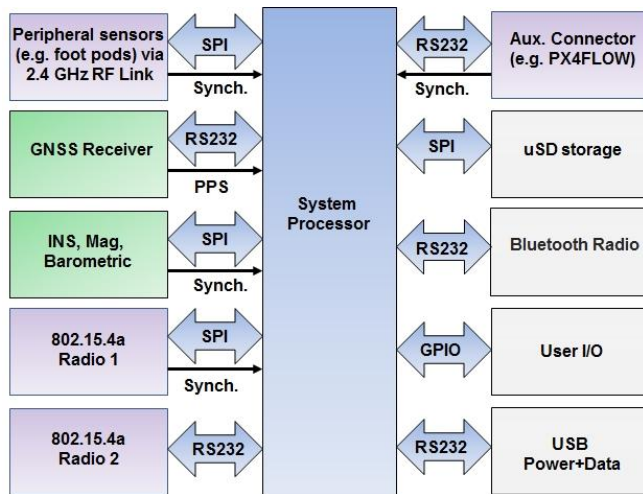 Peripheral sensors
(e.g. foot pods) via
2.4 GHz RF Link
SPI
Synch.
GNSS Receiver
RS232
PPS
INS, Mag,
Barometric
SPI
Synch.
802.15.4a
Radio 1
SPI
Synch.
802.15.4a
Radio 2
RS232
System
Processor
RS232
Synch.
Aux. Connector
(e.g. PX4FLOW)
SPI
uSD storage
RS232
Bluetooth Radio
GPIO
User I/O
RS232
USB
Power+Data